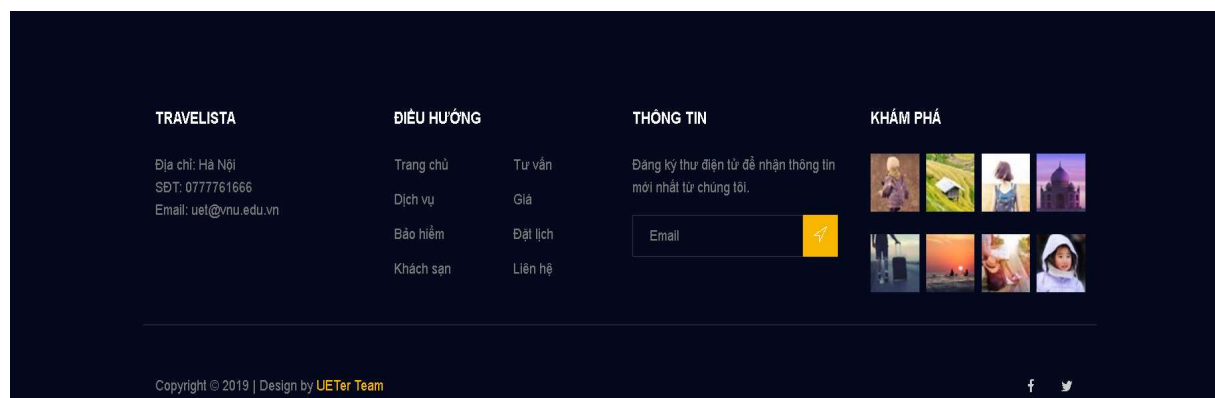 TRAVELISTA
Địa chỉ: Hà Nội
SĐT: 0777761666
Email: uet@vnu.edu.vn
ĐIỀU HƯỚNG
Trang chủ
Dịch vụ
Bảo hiểm
Khách sạn
Tư vấn
Giá
Đặt lịch
Liên hệ
THÔNG TIN
Đăng ký thư điện tử để nhận thông tin
mới nhất từ chúng tôi.
Email
KHÁM PHÁ
Copyright © 2019 | Design by UETer Team